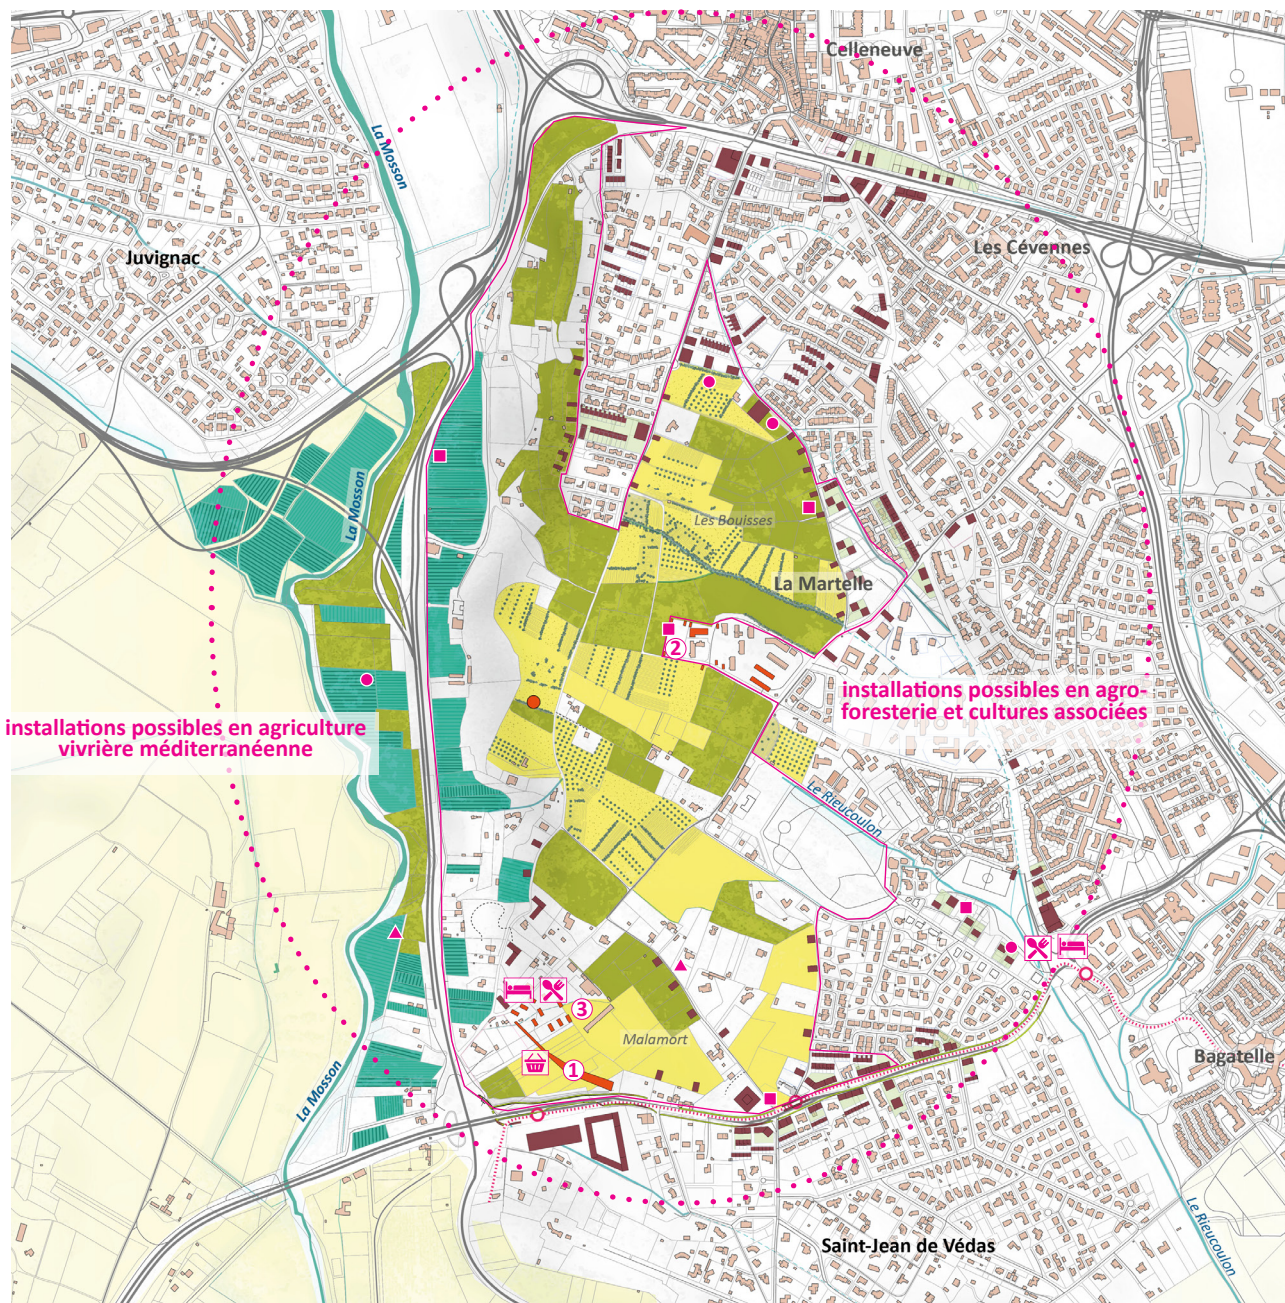 Celleneuve
La Mosson
Juvignac
Les Cévennes
La Mosson
Les Bouisses
La Martelle
2
installations possibles en agro-
foresterie et cultures associées
installations possibles en agriculture
vivrière méditerranéenne
Le Rieucoulon
3
Malamort
1
La Mosson
Bagatelle
Le Rieucoulon
Saint-Jean de Védas